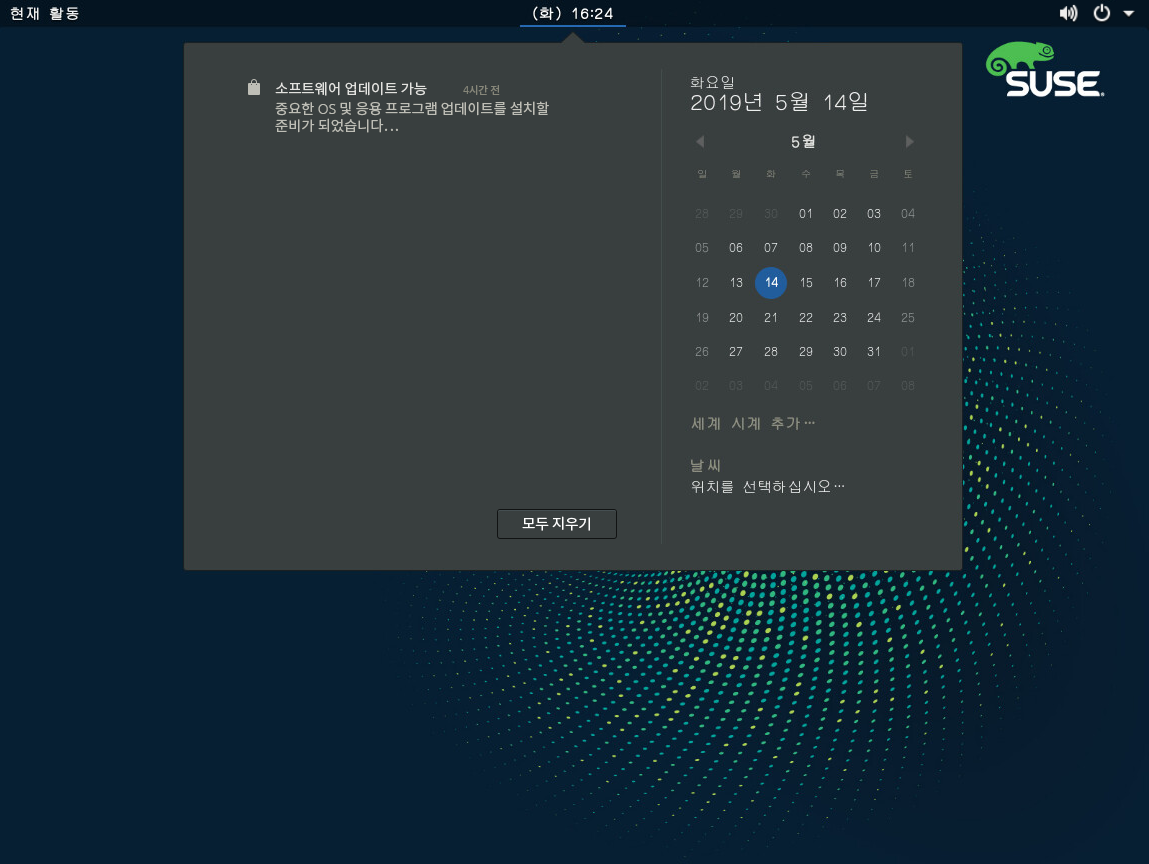 현재 활동
(화) 16:24
SUSE
소프트웨어 업데이트 가능 4시간 전
중요한 OS 및 응용 프로그램 업데이트를 설치할
준비가 되었습니다…
모두 지우기
화요일
2019년 5월 14일
5월
일 월 화 수 목 금 토
28 29 30 01 02 03 04
05 06 07 08 09 10 11
12 13 14 15 16 17 18
19 20 21 22 23 24 25
26 27 28 29 30 31 01
02 03 04 05 06 07 08
세계 시계 추가…
날씨
위치를 선택하십시오…